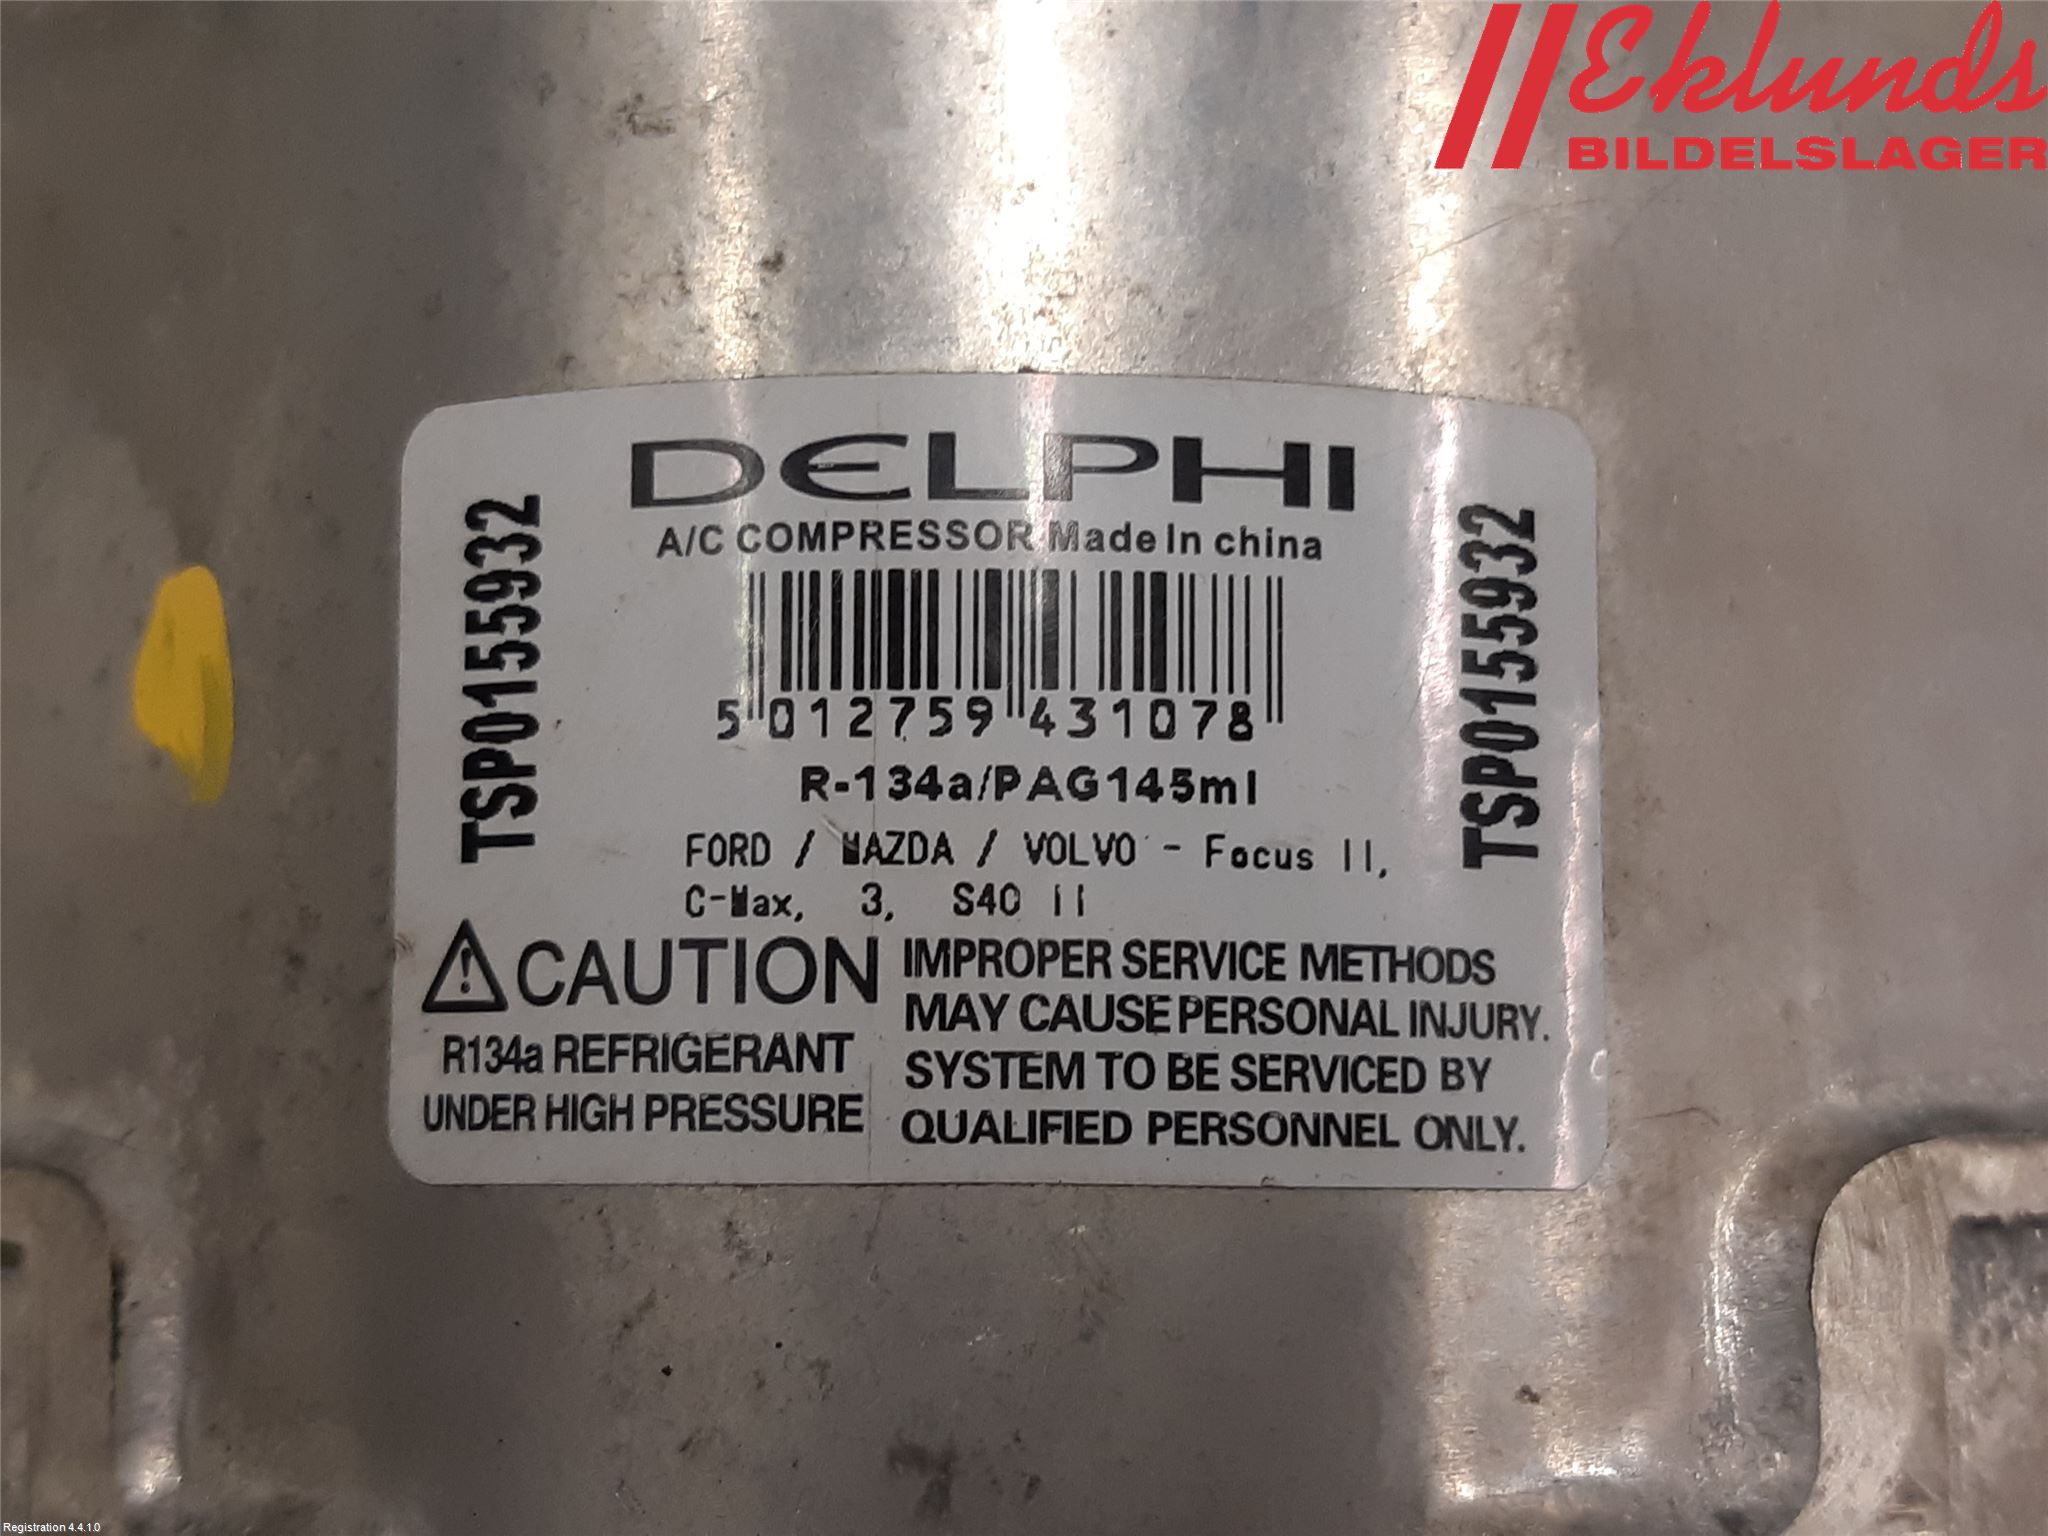 Eklunds
BILDELSLAGER
DELPHI
A/C COMPRESSOR Made In china
TSP0155932
TSP0155932
5 012759 431078
R-134a/PAG145ml
FORD / MAZDA / VOLVO - Focus II,
C-Max, 3, S40 II
CAUTION
R134a REFRIGERANT
UNDER HIGH PRESSURE
IMPROPER SERVICE METHODS
MAY CAUSE PERSONAL INJURY.
SYSTEM TO BE SERVICED BY
QUALIFIED PERSONNEL ONLY.
Registration 4.4.1.0